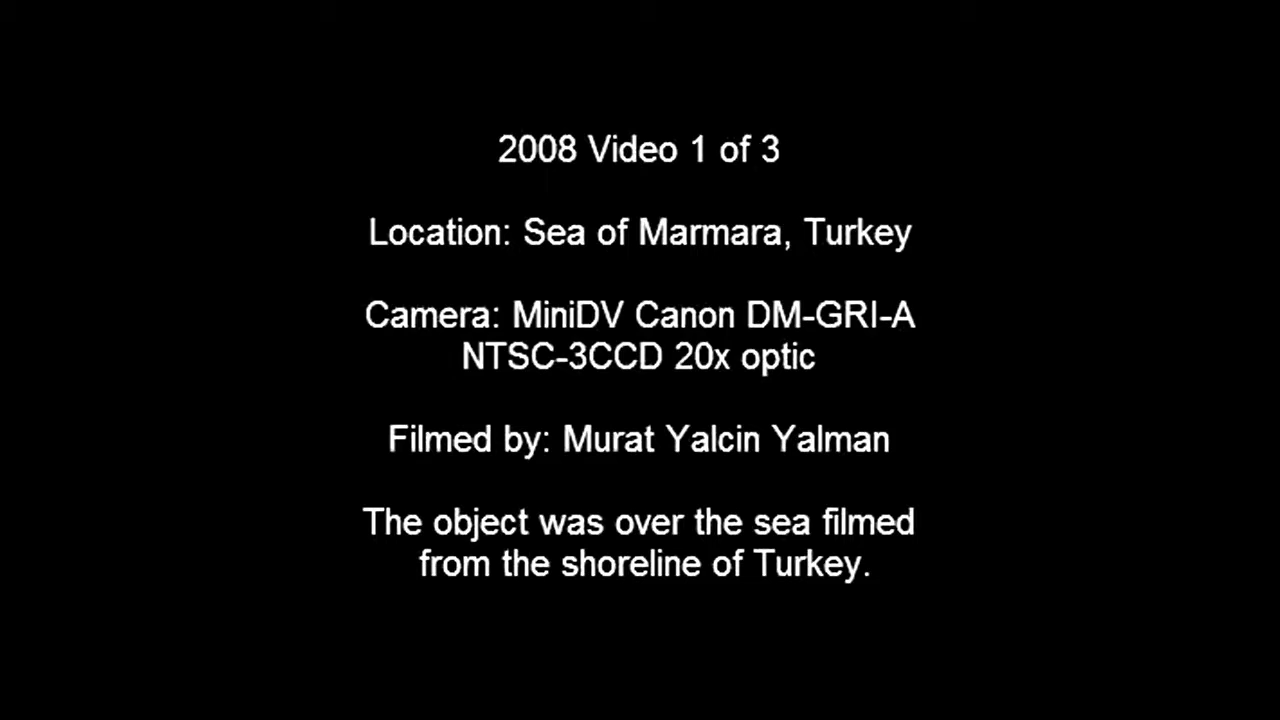 2008 Video 1 of 3
Location: Sea of Marmara, Turkey
Camera: MiniDV Canon DM-GRI-A
NTSC-3CCD 20x optic
Filmed by: Murat Yalcin Yalman
The object was over the sea filmed
from the shoreline of Turkey.